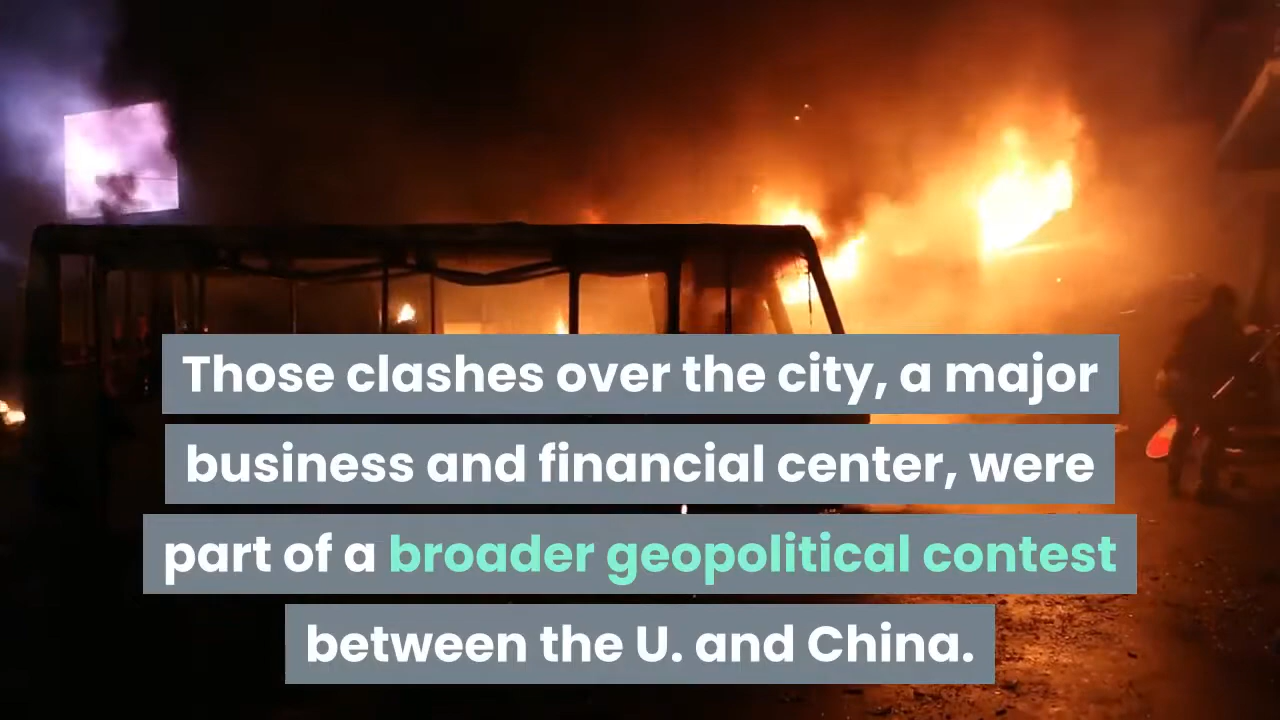 Those clashes over the city, a major
business and financial center, were
part of a broader geopolitical contest
between the U. and China.